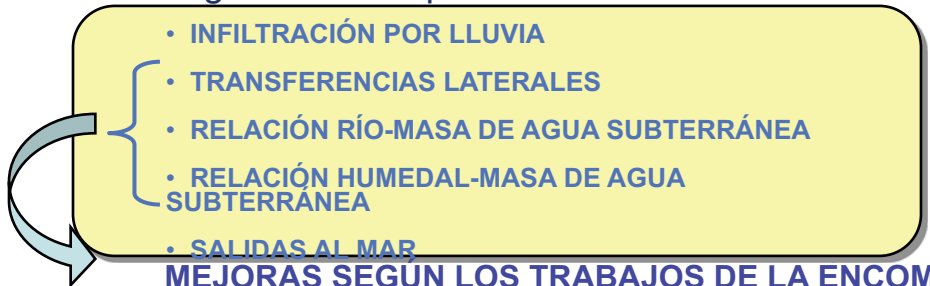 • INFILTRACIÓN POR LLUVIA
• TRANSFERENCIAS LATERALES
• RELACIÓN RÍO-MASA DE AGUA SUBTERRÁNEA
• RELACIÓN HUMEDAL-MASA DE AGUA
SUBTERRÁNEA
• SALIDAS AL MAR
MEJORAS SEGÚN LOS TRABAJOS DE LA ENCOM